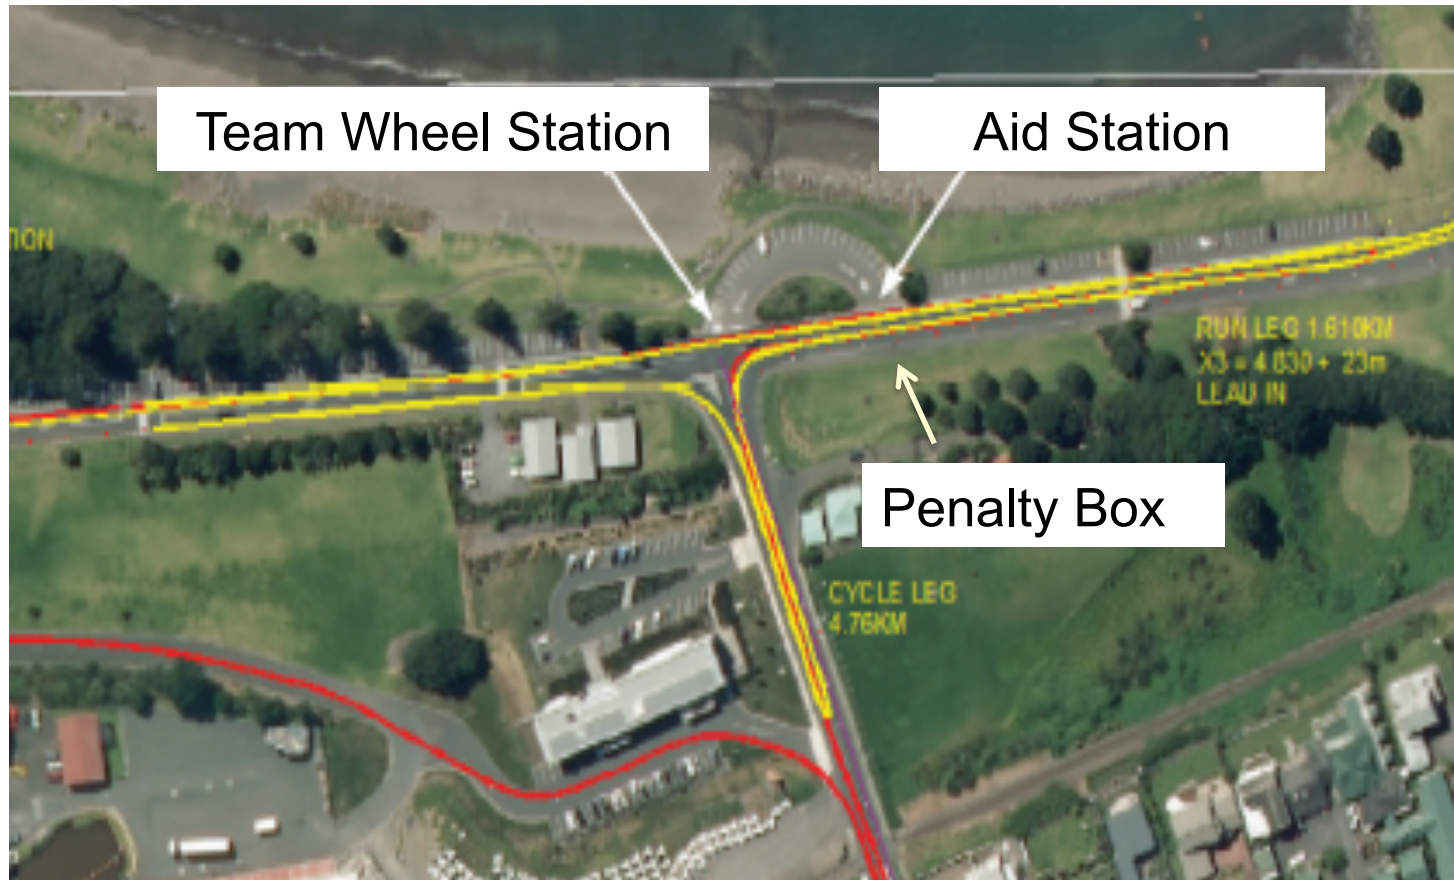 Team Wheel Station
Aid Station
TION
RUN LEG 1.610KM
X3 = 4.830 + 23m
LEAD IN
Penalty Box
CYCLE LEG
4.76KM